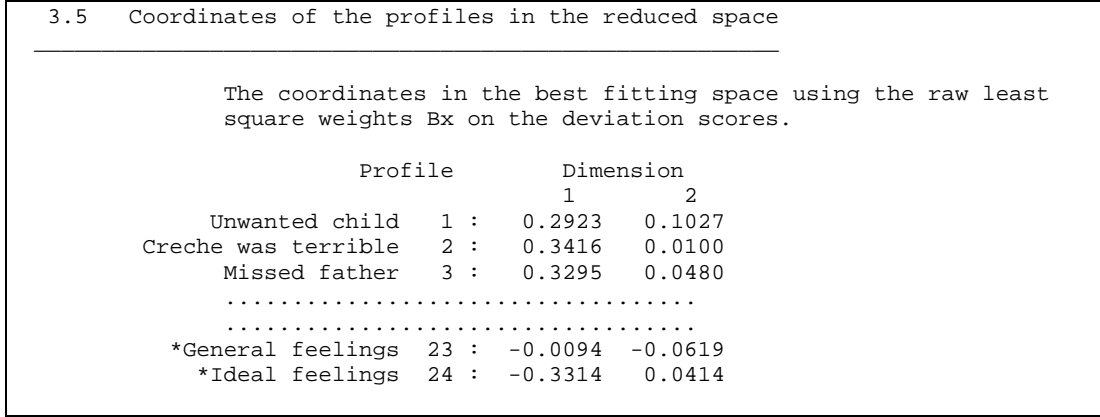 3.5 Coordinates of the profiles in the reduced space
The coordinates in the best fitting space using the raw least
square weights Bx on the deviation scores.
Profile Dimension
1 2
Unwanted child 1 : 0.2923 0.1027
Creche was terrible 2 : 0.3416 0.0100
Missed father 3 : 0.3295 0.0480
...................................
...................................
*General feelings 23 : -0.0094 -0.0619
*Ideal feelings 24 : -0.3314 0.0414